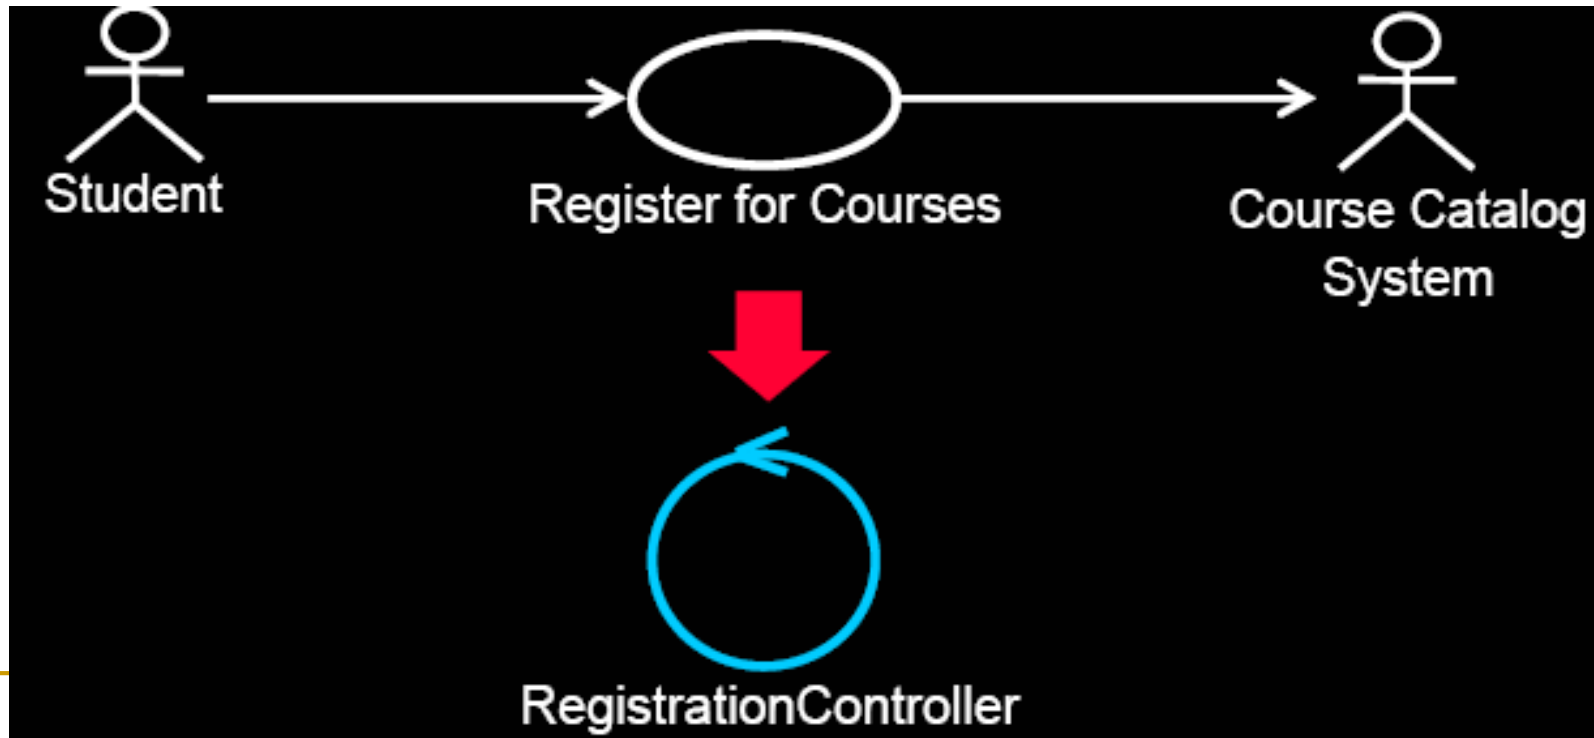 Student
Register for Courses
Course Catalog
System
RegistrationController